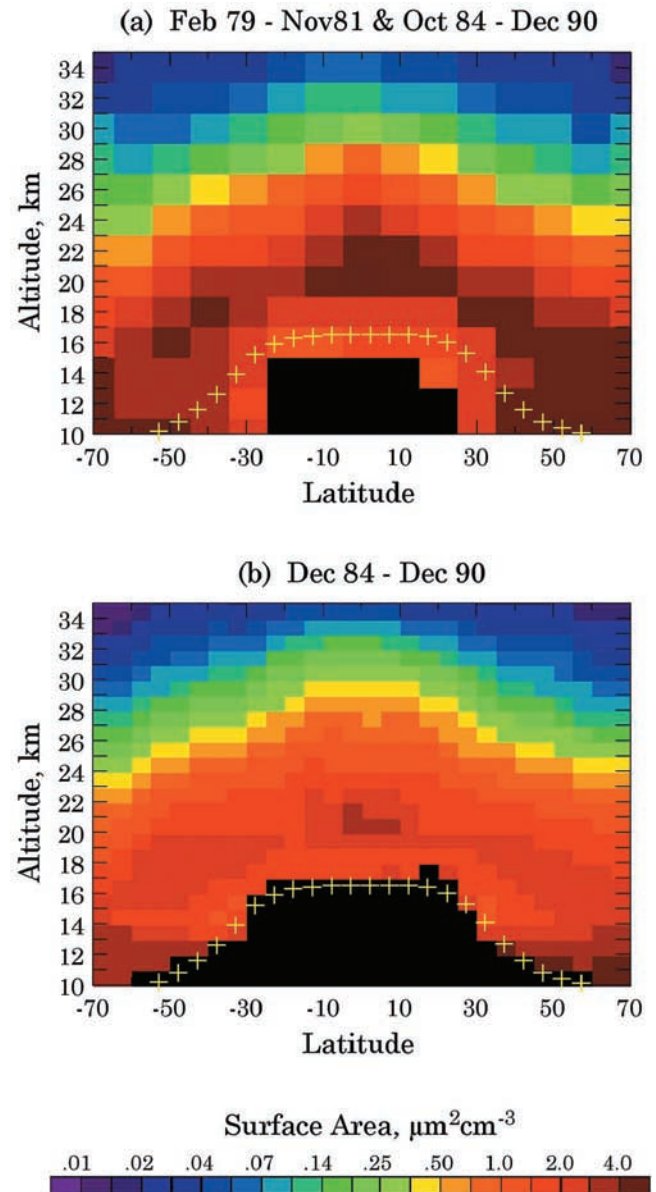 (a) Feb 79 - Nov81 & Oct 84 - Dec 90
34
32
30
28
26
24
22
20
18
16
14
12
10
Altitude, km
-70 -50 -30 -10 10 30 50 70
Latitude
(b) Dec 84 - Dec 90
34
32
30
28
26
24
22
20
18
16
14
12
10
Altitude, km
-70 -50 -30 -10 10 30 50 70
Latitude
Surface Area, μm²cm⁻³
.01 .02 .04 .07 .14 .25 .50 1.0 2.0 4.0